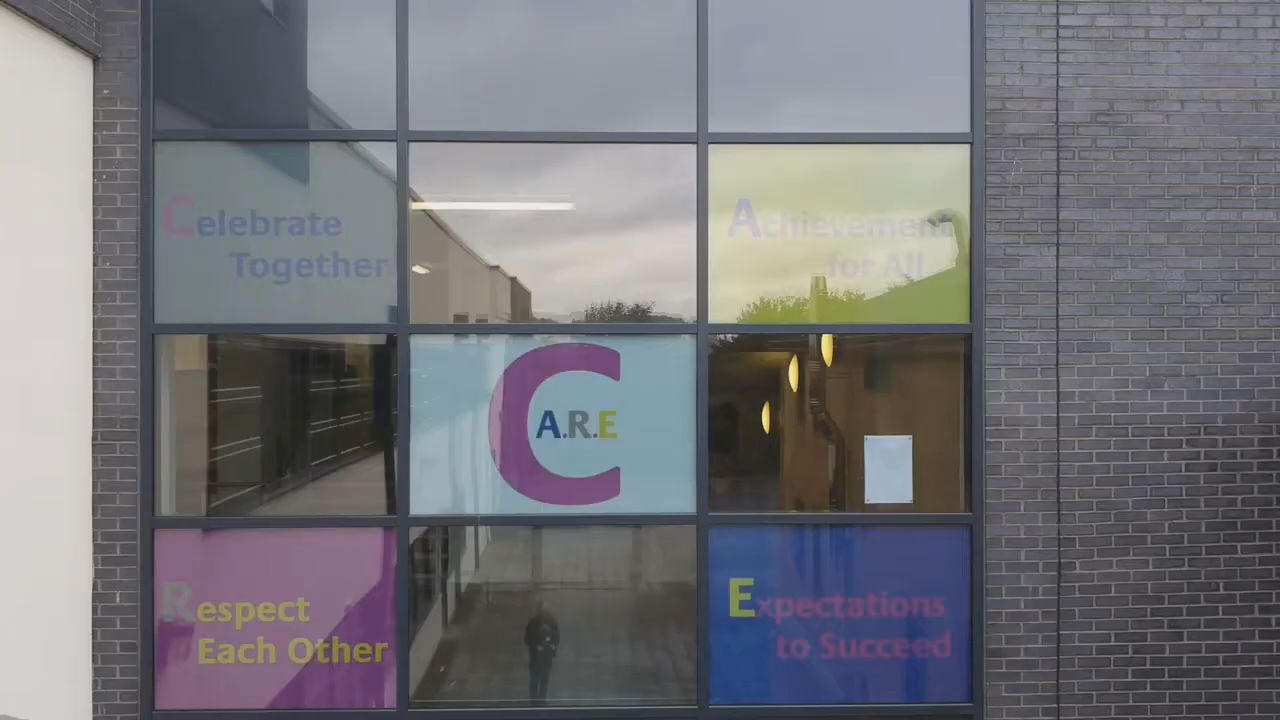 Celebrate
Together
Achievement
for All
C
A.R.E
Respect
Each Other
Expectations
to Succeed